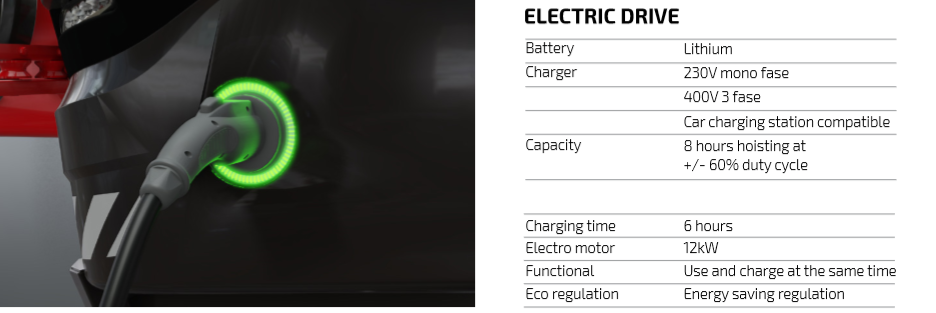 ELECTRIC DRIVE
Battery Lithium
Charger 230V mono fase
400V 3 fase
Car charging station compatible
Capacity 8 hours hoisting at
+/- 60% duty cycle
Charging time 6 hours
Electro motor 12kW
Functional Use and charge at the same time
Eco regulation Energy saving regulation